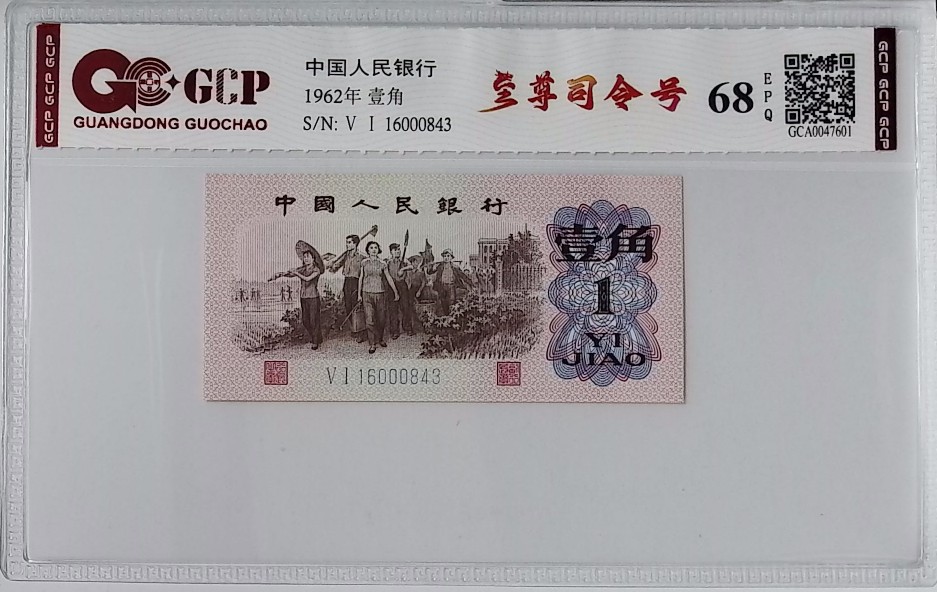 GCP GCP GCP
GCP
GUANGDONG GUOCHAO
中国人民银行
1962年 壹角
S/N: V I 16000843
至尊司令号
68
EPQ
GCA0047601
GCP GCP GCP
中國人民銀行
壹角
1
YI
JIAO
V I 16000843